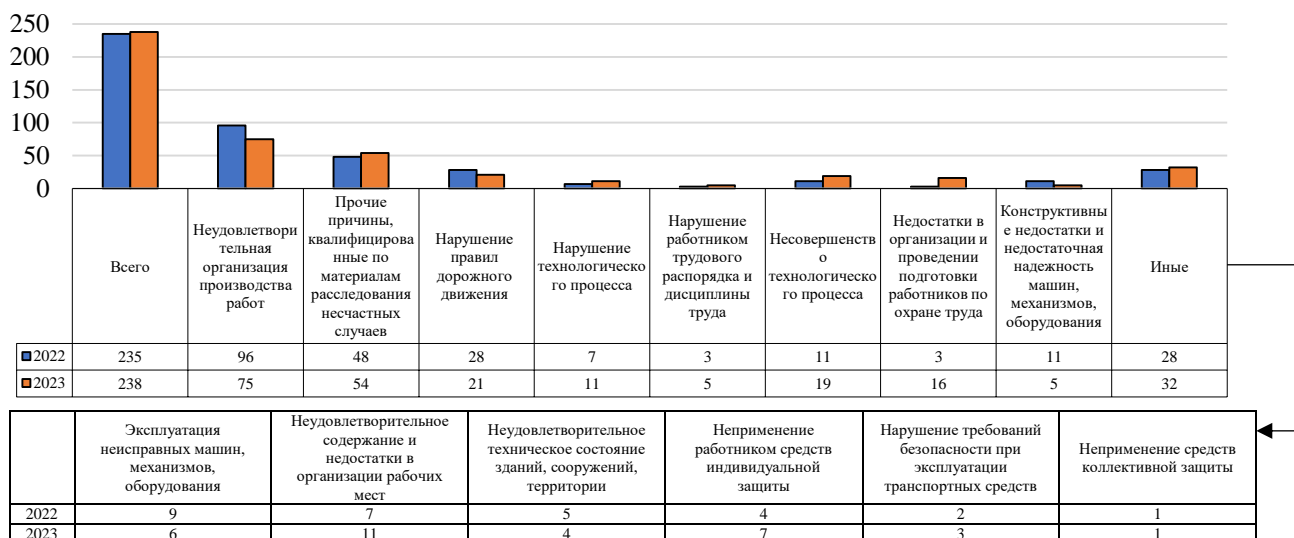 250
200
150
100
50
0
Всего
Неудовлетвори
тельная
организация
производства
работ
Прочие
причины,
квалифицирова
нные по
материалам
расследования
несчастных
случаев
Нарушение
правил
дорожного
движения
Нарушение
технологическо
го процесса
Нарушение
работником
трудового
распорядка и
дисциплины
труда
Несовершенств
о
технологическо
го процесса
Недостатки в
организации и
проведении
подготовки
работников по
охране труда
Конструктивны
е недостатки и
недостаточная
надежность
машин,
механизмов,
оборудования
Иные
2022 235 96 48 28 7 3 11 3 11 28
2023 238 75 54 21 11 5 19 16 5 32
Эксплуатация
неисправных машин,
механизмов,
оборудования
Неудовлетворительное
содержание и
недостатки в
организации рабочих
мест
Неудовлетворительное
техническое состояние
зданий, сооружений,
территории
Неприменение
работником средств
индивидуальной
защиты
Нарушение требований
безопасности при
эксплуатации
транспортных средств
Неприменение средств
коллективной защиты
2022 9 7 5 4 2 1
2023 6 11 4 7 3 1